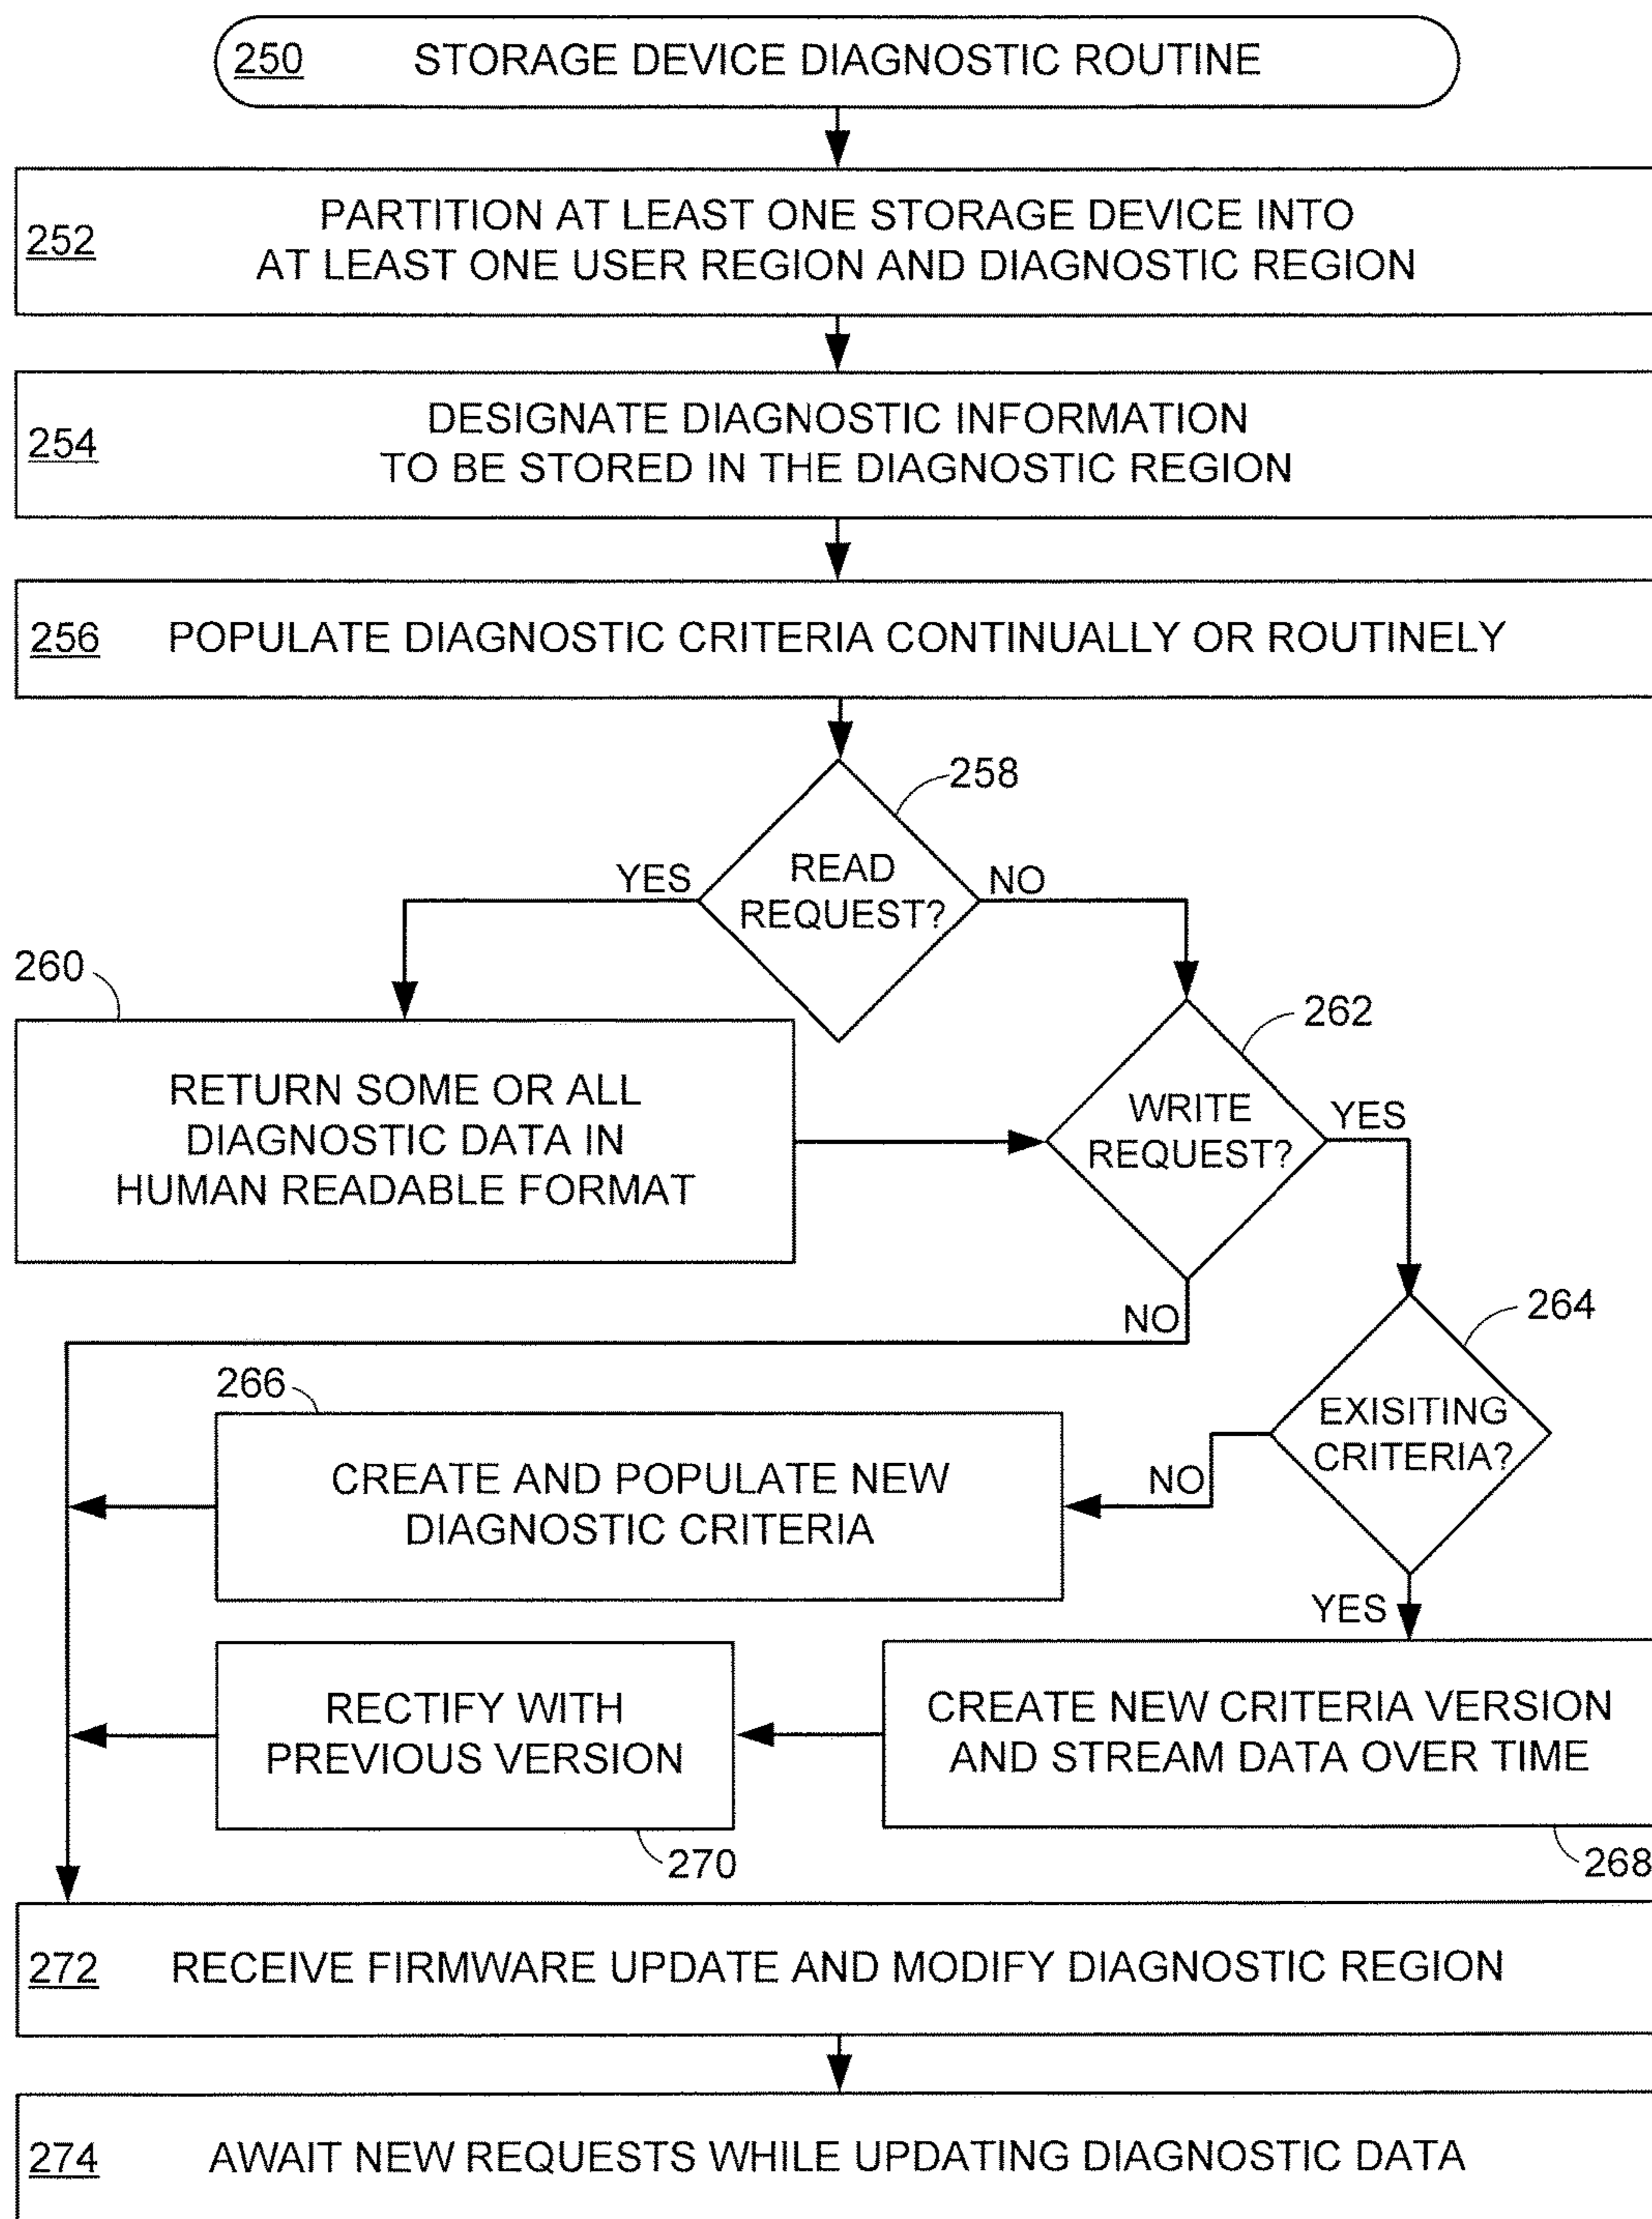 250 STORAGE DEVICE DIAGNOSTIC ROUTINE
252
PARTITION AT LEAST ONE STORAGE DEVICE INTO
AT LEAST ONE USER REGION AND DIAGNOSTIC REGION
254
DESIGNATE DIAGNOSTIC INFORMATION
TO BE STORED IN THE DIAGNOSTIC REGION
256 POPULATE DIAGNOSTIC CRITERIA CONTINUALLY OR ROUTINELY
258
READ
REQUEST?
YES
NO
260
RETURN SOME OR ALL
DIAGNOSTIC DATA IN
HUMAN READABLE FORMAT
262
WRITE
REQUEST?
YES
NO
264
EXISITING
CRITERIA?
NO
YES
266
CREATE AND POPULATE NEW
DIAGNOSTIC CRITERIA
CREATE NEW CRITERIA VERSION
AND STREAM DATA OVER TIME
268
RECTIFY WITH
PREVIOUS VERSION
270
272 RECEIVE FIRMWARE UPDATE AND MODIFY DIAGNOSTIC REGION
274 AWAIT NEW REQUESTS WHILE UPDATING DIAGNOSTIC DATA